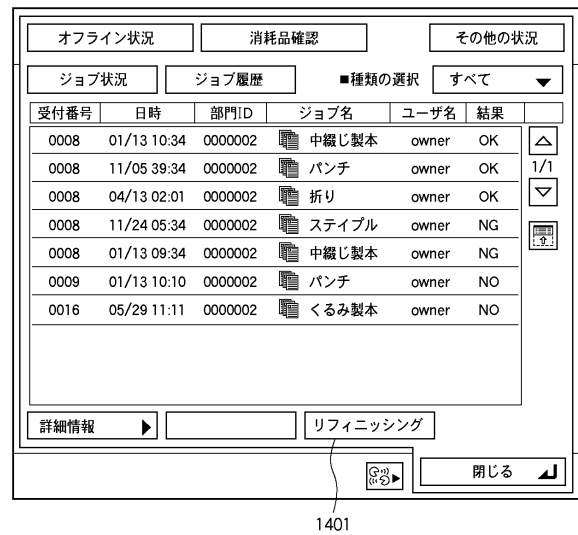 オフライン状況 消耗品確認 その他の状況
ジョブ状況 ジョブ履歴 ■種類の選択 すべて
受付番号 日時 部門ID ジョブ名 ユーザ名 結果
0008 01/13 10:34 0000002 中綴じ製本 owner OK
0008 11/05 39:34 0000002 パンチ owner OK
0008 04/13 02:01 0000002 折り owner OK
0008 11/24 05:34 0000002 ステイプル owner NG
0008 01/13 09:34 0000002 中綴じ製本 owner NG
0009 01/13 10:10 0000002 パンチ owner NO
0016 05/29 11:11 0000002 くるみ製本 owner NO
1/1
詳細情報 リフィニッシング
閉じる
1401